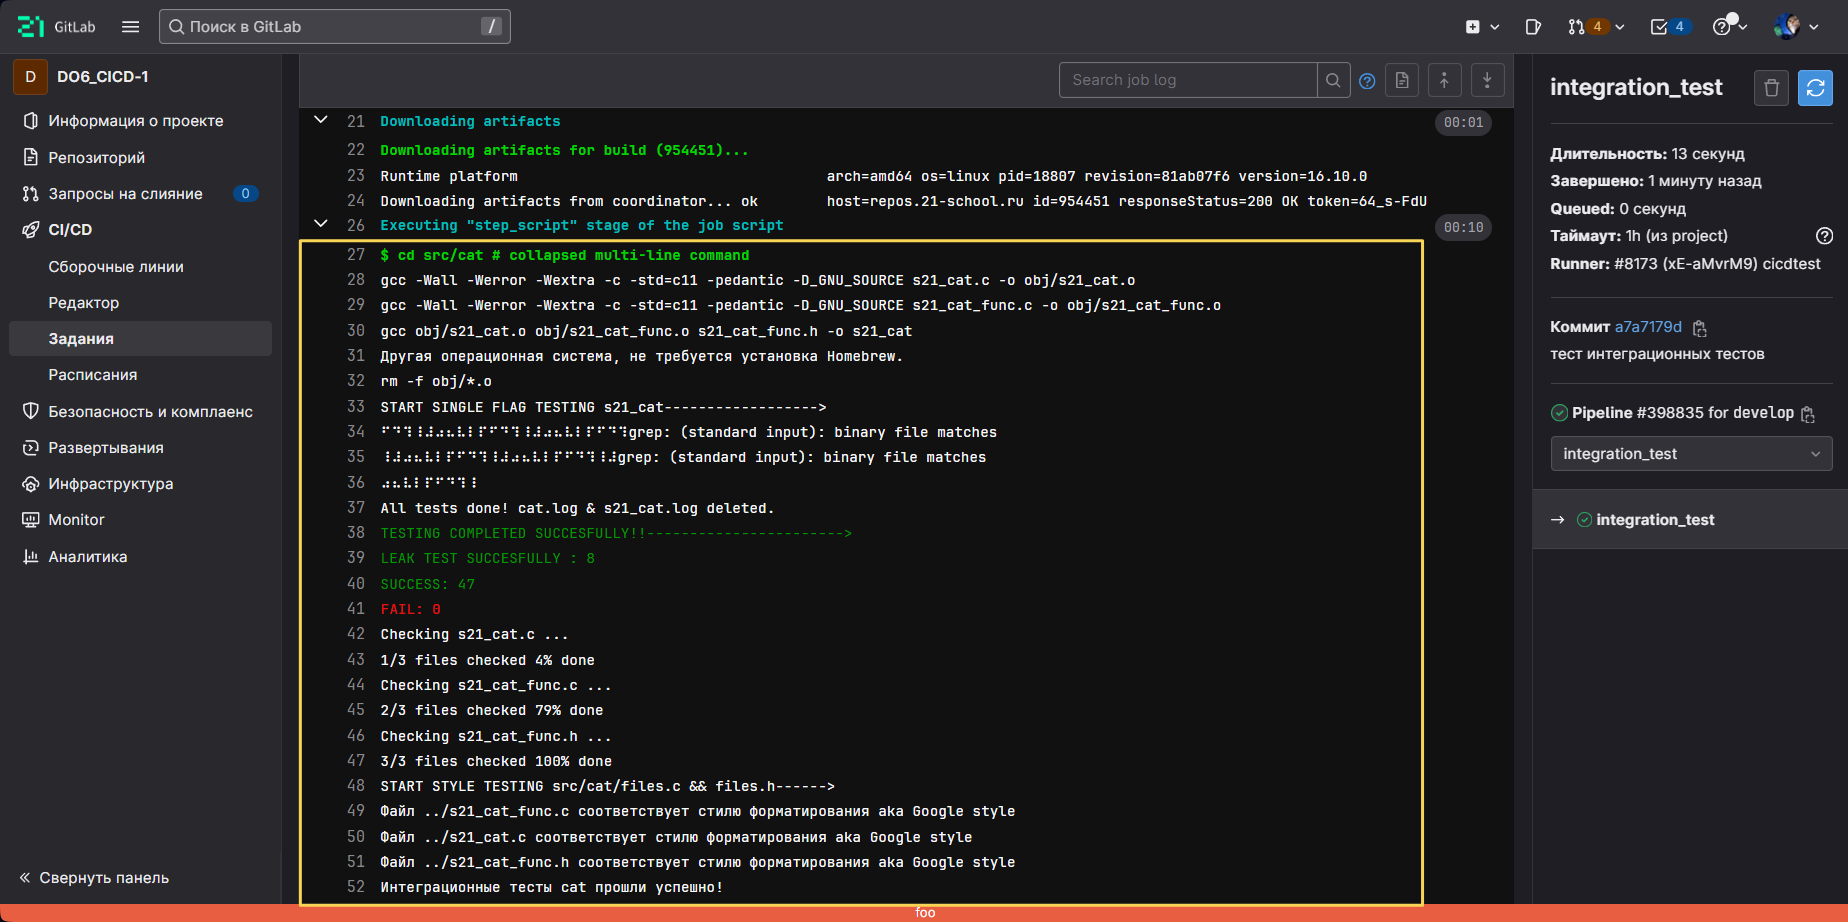 GitLab
Поиск в GitLab /
4
4
D DO6_CICD-1
Информация о проекте
Репозиторий
Запросы на слияние 0
CI/CD
Сборочные линии
Редактор
Задания
Расписания
Безопасность и комплаенс
Развертывания
Инфраструктура
Monitor
Аналитика
Свернуть панель
Search job log
21 Downloading artifacts 00:01
22 Downloading artifacts for build (954451)...
23 Runtime platform arch=amd64 os=linux pid=18807 revision=81ab07f6 version=16.10.0
24 Downloading artifacts from coordinator... ok host=repos.21-school.ru id=954451 responseStatus=200 OK token=64_s-FdU
26 Executing "step_script" stage of the job script 00:10
27 $ cd src/cat # collapsed multi-line command
28 gcc -Wall -Werror -Wextra -c -std=c11 -pedantic -D_GNU_SOURCE s21_cat.c -o obj/s21_cat.o
29 gcc -Wall -Werror -Wextra -c -std=c11 -pedantic -D_GNU_SOURCE s21_cat_func.c -o obj/s21_cat_func.o
30 gcc obj/s21_cat.o obj/s21_cat_func.o s21_cat_func.h -o s21_cat
31 Другая операционная система, не требуется установка Homebrew.
32 rm -f obj/*.o
33 START SINGLE FLAG TESTING s21_cat------------------>
34 grep: (standard input): binary file matches
35 grep: (standard input): binary file matches
36
37 All tests done! cat.log & s21_cat.log deleted.
38 TESTING COMPLETED SUCCESFULLY!!----------------------->
39 LEAK TEST SUCCESFULLY : 8
40 SUCCESS: 47
41 FAIL: 0
42 Checking s21_cat.c ...
43 1/3 files checked 4% done
44 Checking s21_cat_func.c ...
45 2/3 files checked 79% done
46 Checking s21_cat_func.h ...
47 3/3 files checked 100% done
48 START STYLE TESTING src/cat/files.c && files.h------>
49 Файл ../s21_cat_func.c соответствует стилю форматирования aka Google style
50 Файл ../s21_cat.c соответствует стилю форматирования aka Google style
51 Файл ../s21_cat_func.h соответствует стилю форматирования aka Google style
52 Интеграционные тесты cat прошли успешно!
integration_test
Длительность: 13 секунд
Завершено: 1 минуту назад
Queued: 0 секунд
Таймаут: 1h (из project)
Runner: #8173 (xE-aMvrM9) cicdtest
Коммит a7a7179d
тест интеграционных тестов
Pipeline #398835 for develop
integration_test
→ integration_test
foo